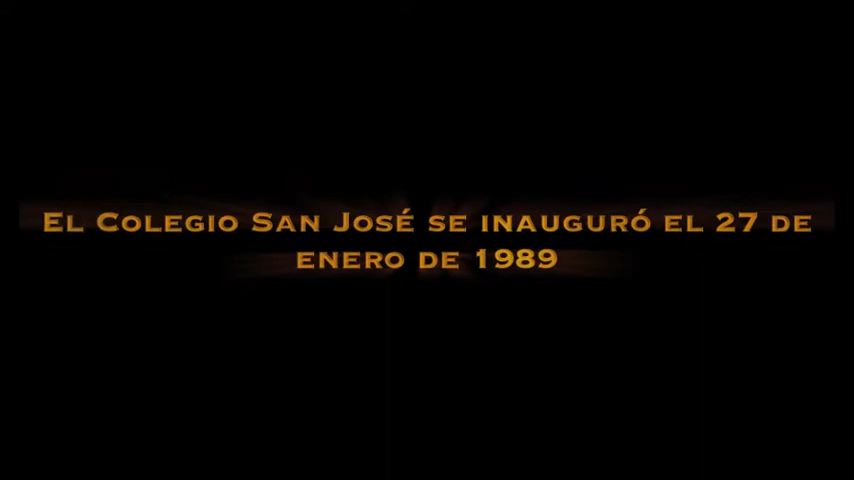 El Colegio San José se inauguró el 27 de
enero de 1989